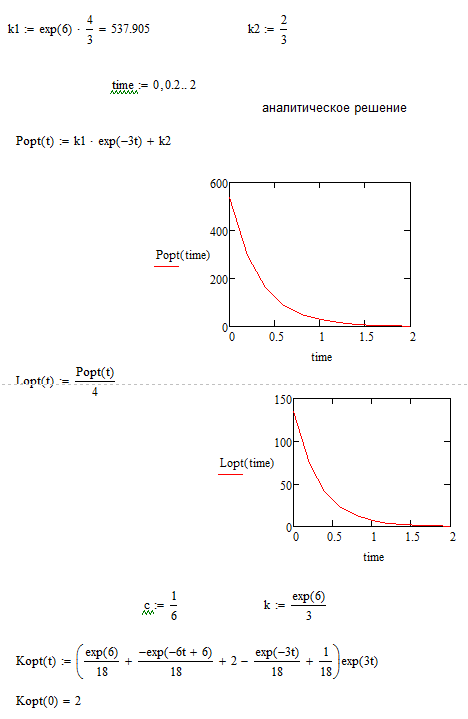 k1 := exp(6) · 4/3 = 537.905 k2 := 2/3
time := 0,0.2.. 2
аналитическое решение
Popt(t) := k1 · exp(−3t) + k2
600
400
Popt(time)
200
0
0 0.5 1 1.5 2
time
Lopt(t) := Popt(t)/4
150
100
Lopt(time)
50
0
0 0.5 1 1.5 2
time
c := 1/6 k := exp(6)/3
Kopt(t) := (exp(6)/18 + −exp(−6t + 6)/18 + 2 − exp(−3t)/18 + 1/18)exp(3t)
Kopt(0) = 2